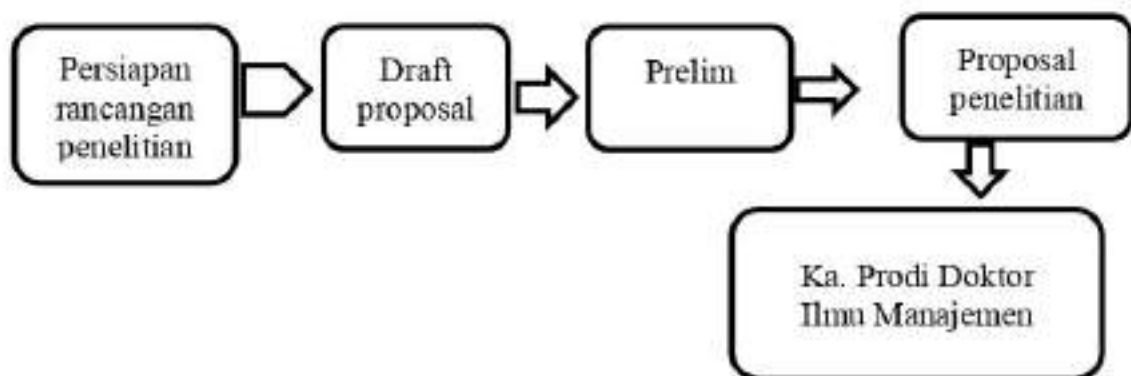 Persiapan
rancangan
penelitian
Draft
proposal
Prelim
Proposal
penelitian
Ka. Prodi Doktor
Ilmu Manajemen